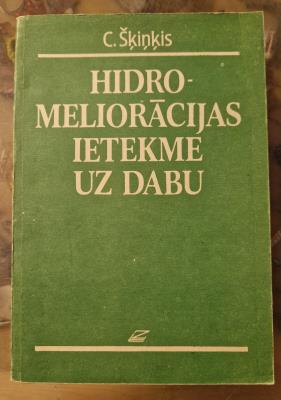 C. Šķiņķis
HIDRO-
MELIORĀCIJAS
IETEKME
UZ DABU